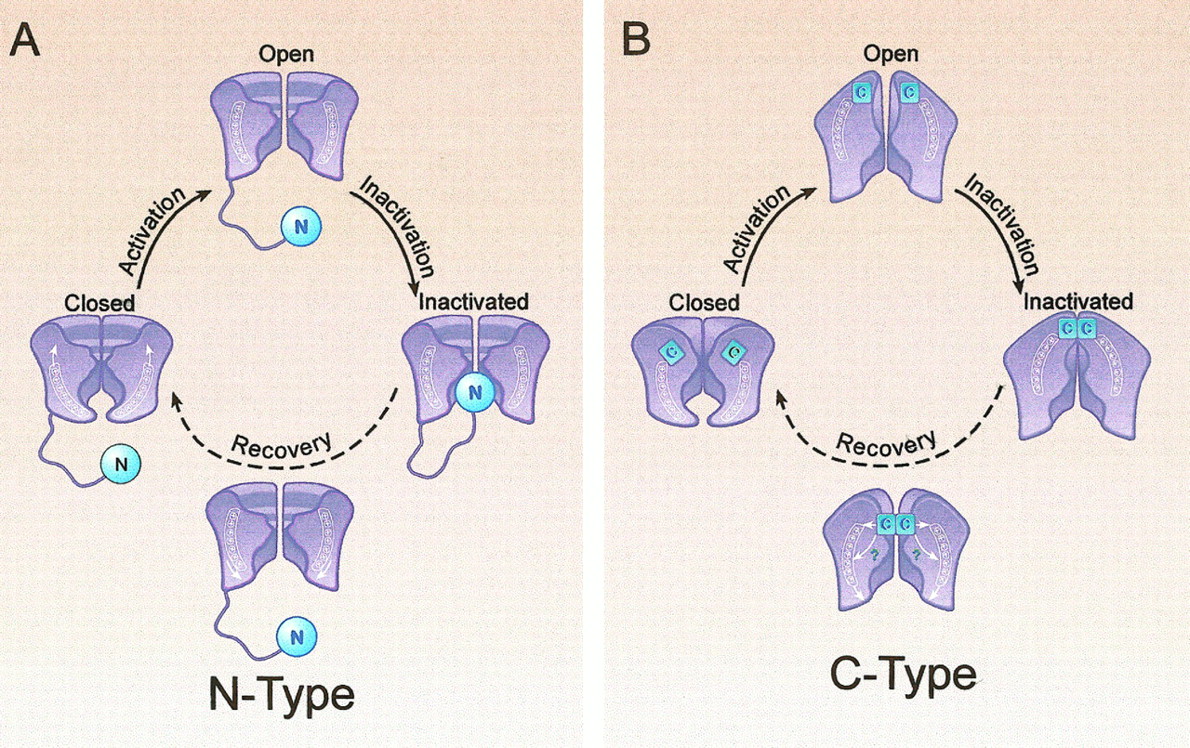 A
Open
N
Activation
Inactivation
Closed
N
Inactivated
N
Recovery
N
N-Type
B
Open
C C
Activation
Inactivation
Closed
C C
Inactivated
C C
Recovery
C C
? ?
C-Type